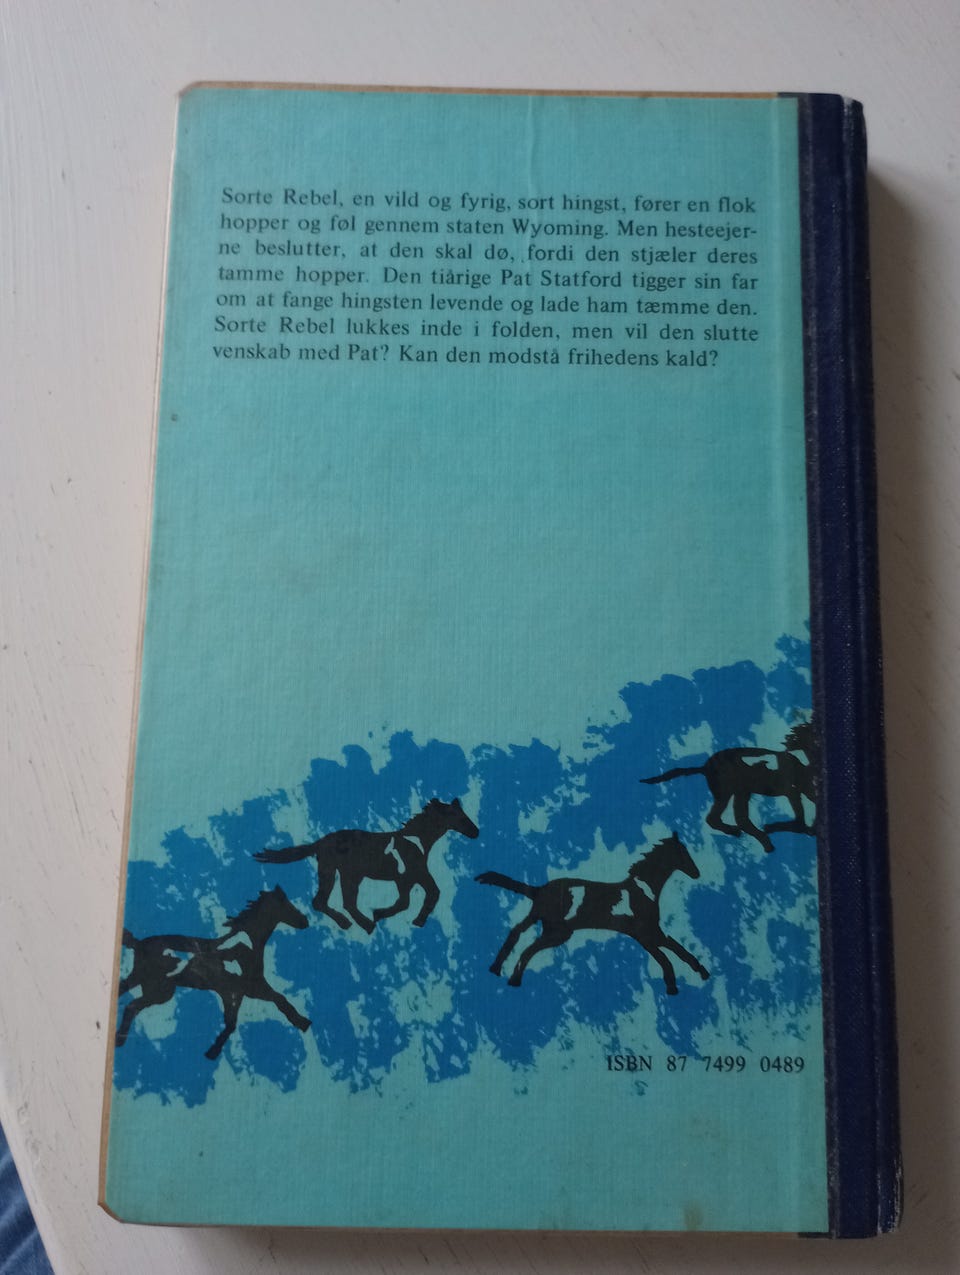 Sorte Rebel, en vild og fyrig, sort hingst, fører en flok
hopper og føl gennem staten Wyoming. Men hesteejer-
ne beslutter, at den skal dø, fordi den stjæler deres
tamme hopper. Den tiårige Pat Statford tigger sin far
om at fange hingsten levende og lade ham tæmme den.
Sorte Rebel lukkes inde i folden, men vil den slutte
venskab med Pat? Kan den modstå frihedens kald?
ISBN 87 7499 0489